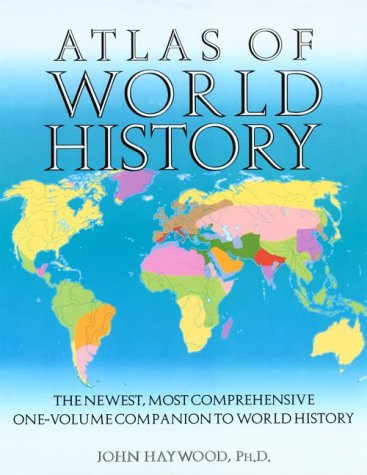 ATLAS OF
WORLD
HISTORY
THE NEWEST, MOST COMPREHENSIVE
ONE-VOLUME COMPANION TO WORLD HISTORY
JOHN HAYWOOD, PH.D.